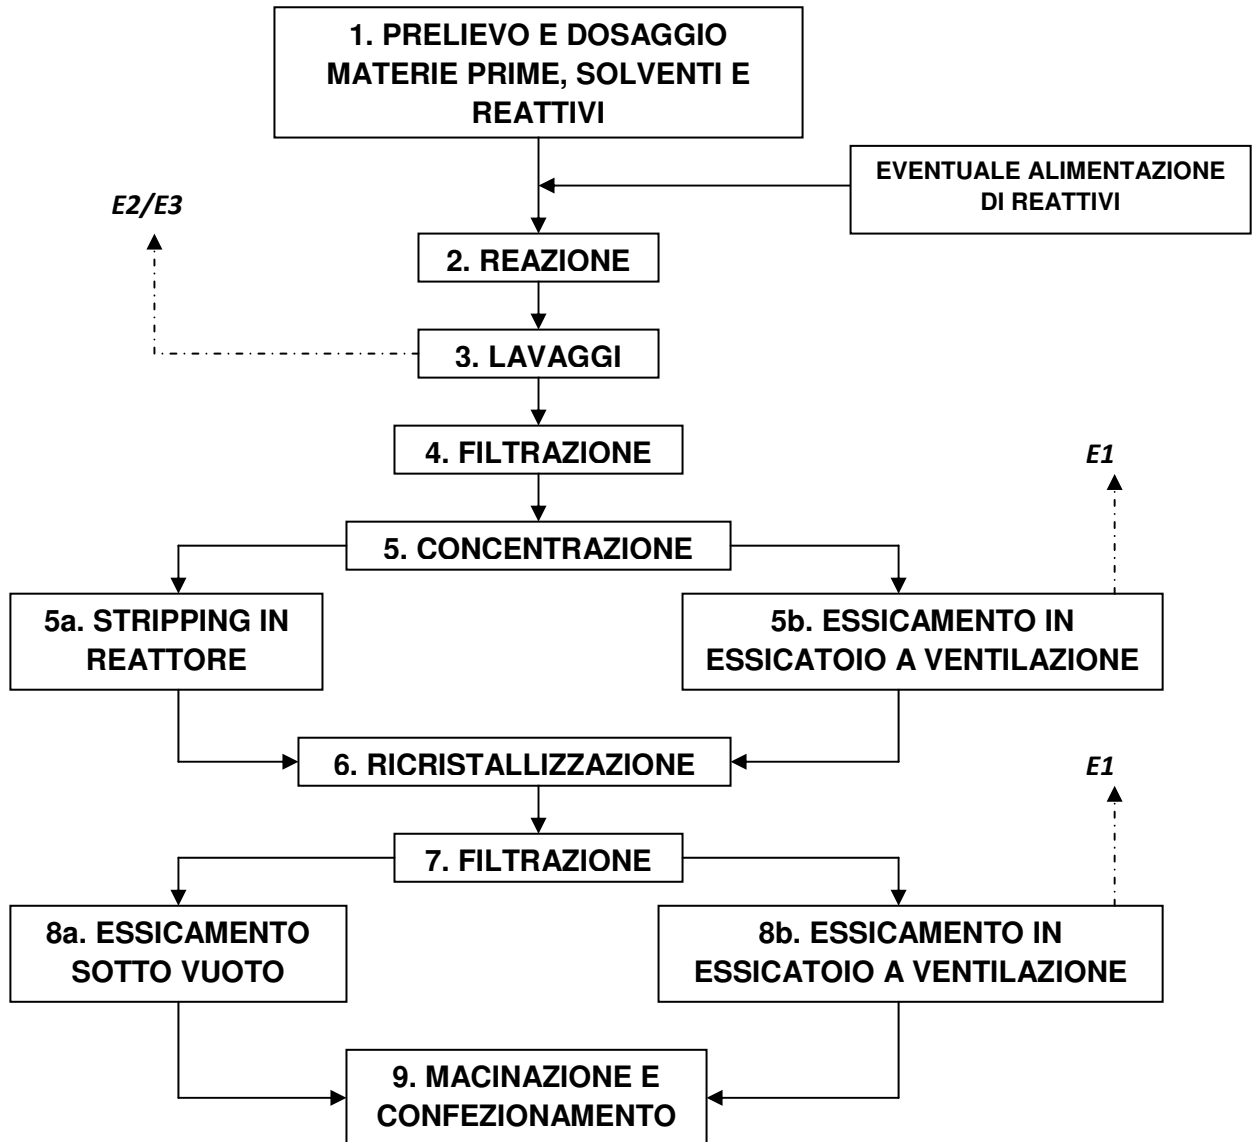 1. PRELIEVO E DOSAGGIO
MATERIE PRIME, SOLVENTI E
REATTIVI
EVENTUALE ALIMENTAZIONE
DI REATTIVI
E2/E3
2. REAZIONE
3. LAVAGGI
4. FILTRAZIONE
E1
5. CONCENTRAZIONE
5a. STRIPPING IN
REATTORE
5b. ESSICAMENTO IN
ESSICATOIO A VENTILAZIONE
6. RICRISTALLIZZAZIONE
E1
7. FILTRAZIONE
8a. ESSICAMENTO
SOTTO VUOTO
8b. ESSICAMENTO IN
ESSICATOIO A VENTILAZIONE
9. MACINAZIONE E
CONFEZIONAMENTO